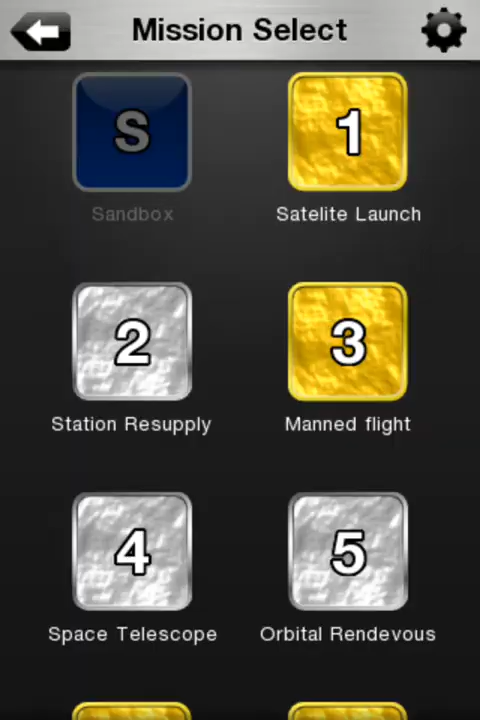 Mission Select
S
1
Sandbox
Satelite Launch
2
3
Station Resupply
Manned flight
4
5
Space Telescope
Orbital Rendevous